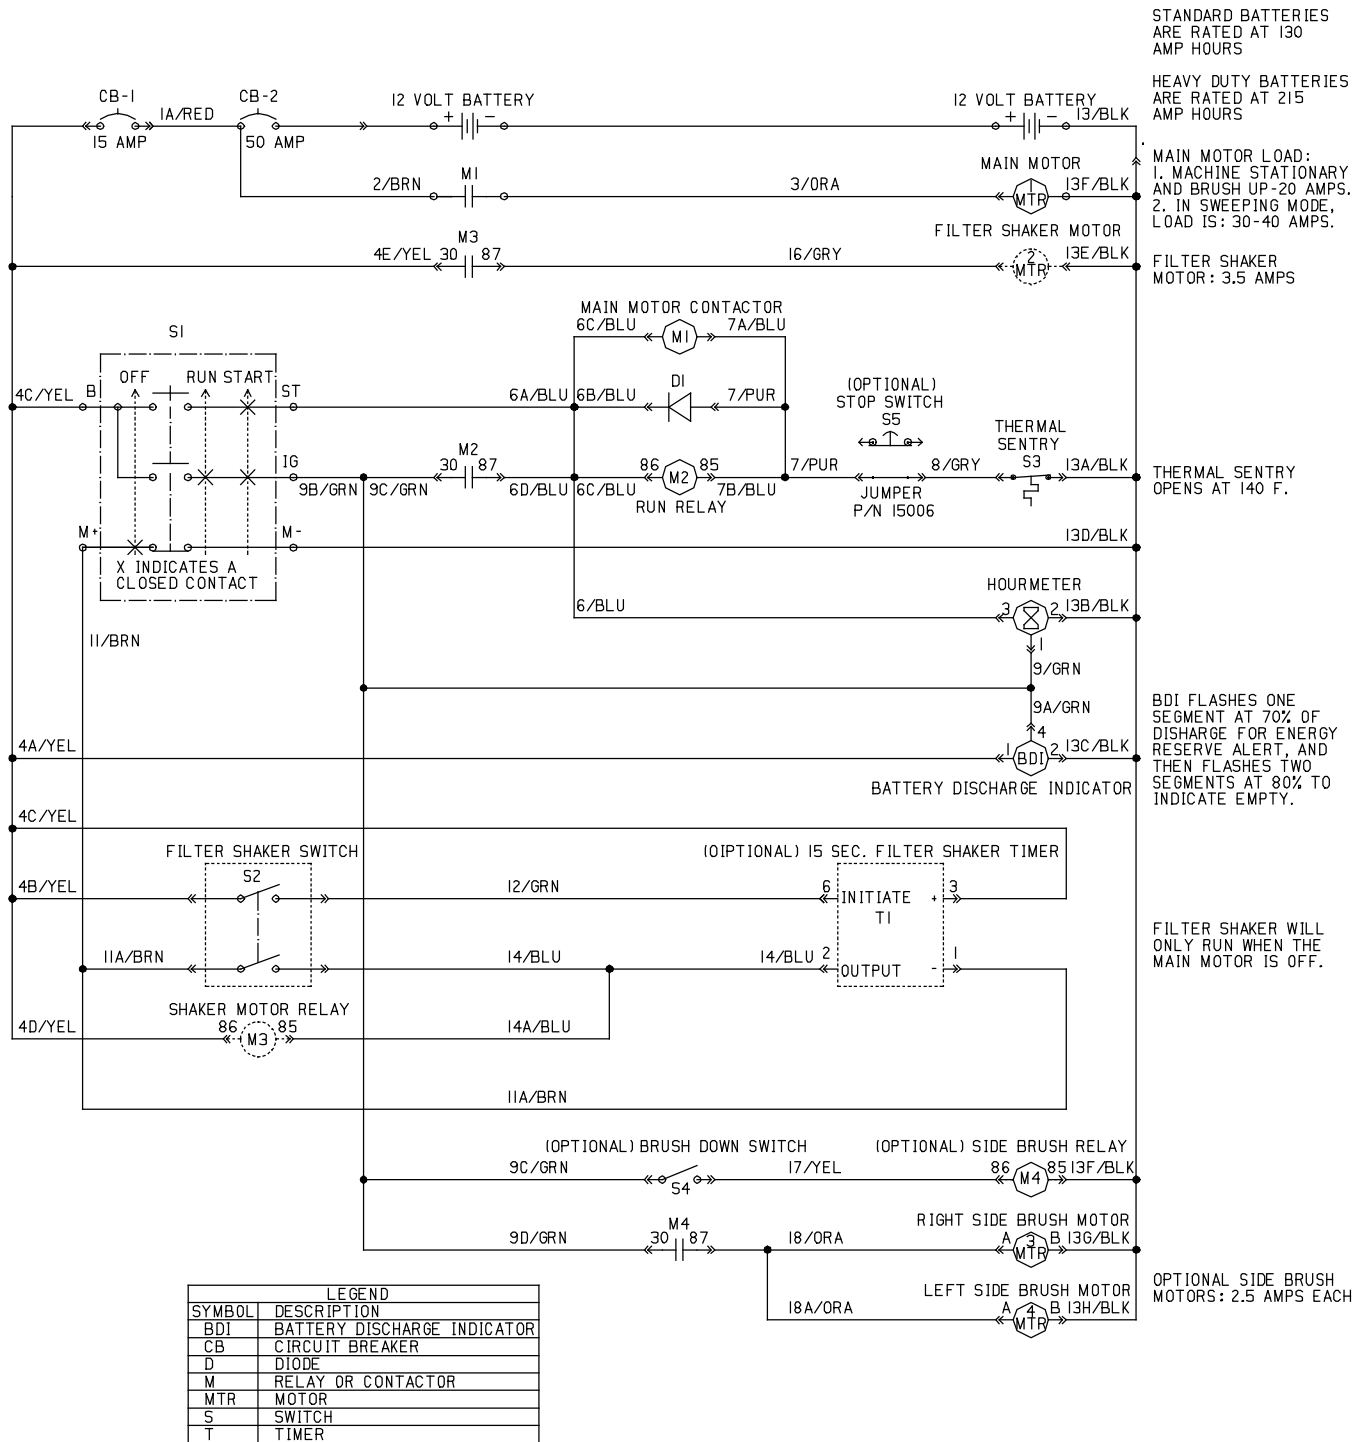 STANDARD BATTERIES
ARE RATED AT 130
AMP HOURS
HEAVY DUTY BATTERIES
ARE RATED AT 215
AMP HOURS
CB-1
1A/RED
CB-2
12 VOLT BATTERY
12 VOLT BATTERY
13/BLK
+ -
+ -
15 AMP
50 AMP
MAIN MOTOR LOAD:
1. MACHINE STATIONARY
AND BRUSH UP-20 AMPS.
2. IN SWEEPING MODE,
LOAD IS: 30-40 AMPS.
MAIN MOTOR
2/BRN
M1
3/ORA
1
MTR
13F/BLK
FILTER SHAKER MOTOR
M3
4E/YEL
30
87
16/GRY
2
MTR
13E/BLK
FILTER SHAKER
MOTOR: 3.5 AMPS
MAIN MOTOR CONTACTOR
6C/BLU
M1
7A/BLU
S1
OFF
RUN
START
4C/YEL
B
ST
6A/BLU
6B/BLU
D1
7/PUR
(OPTIONAL)
STOP SWITCH
S5
THERMAL
SENTRY
S3
IG
9B/GRN
9C/GRN
M2
30
87
6D/BLU
6C/BLU
86
M2
85
7B/BLU
RUN RELAY
7/PUR
8/GRY
13A/BLK
JUMPER
P/N 15006
THERMAL SENTRY
OPENS AT 140 F.
M+
M-
13D/BLK
X INDICATES A
CLOSED CONTACT
HOURMETER
6/BLU
3
2
13B/BLK
1
11/BRN
9/GRN
9A/GRN
4
4A/YEL
1
BDI
2
13C/BLK
BATTERY DISCHARGE INDICATOR
BDI FLASHES ONE
SEGMENT AT 70% OF
DISHARGE FOR ENERGY
RESERVE ALERT, AND
THEN FLASHES TWO
SEGMENTS AT 80% TO
INDICATE EMPTY.
4C/YEL
FILTER SHAKER SWITCH
(OIPTIONAL) 15 SEC. FILTER SHAKER TIMER
4B/YEL
S2
12/GRN
6
INITIATE
+
3
T1
11A/BRN
14/BLU
14/BLU
2
OUTPUT
-
1
FILTER SHAKER WILL
ONLY RUN WHEN THE
MAIN MOTOR IS OFF.
SHAKER MOTOR RELAY
4D/YEL
86
M3
85
14A/BLU
11A/BRN
(OPTIONAL) BRUSH DOWN SWITCH
(OPTIONAL) SIDE BRUSH RELAY
9C/GRN
S4
17/YEL
86
M4
85
13F/BLK
RIGHT SIDE BRUSH MOTOR
9D/GRN
M4
30
87
18/ORA
A
3
MTR
B
13G/BLK
LEFT SIDE BRUSH MOTOR
18A/ORA
A
4
MTR
B
13H/BLK
OPTIONAL SIDE BRUSH
MOTORS: 2.5 AMPS EACH
LEGEND
SYMBOL DESCRIPTION
BDI BATTERY DISCHARGE INDICATOR
CB CIRCUIT BREAKER
D DIODE
M RELAY OR CONTACTOR
MTR MOTOR
S SWITCH
T TIMER